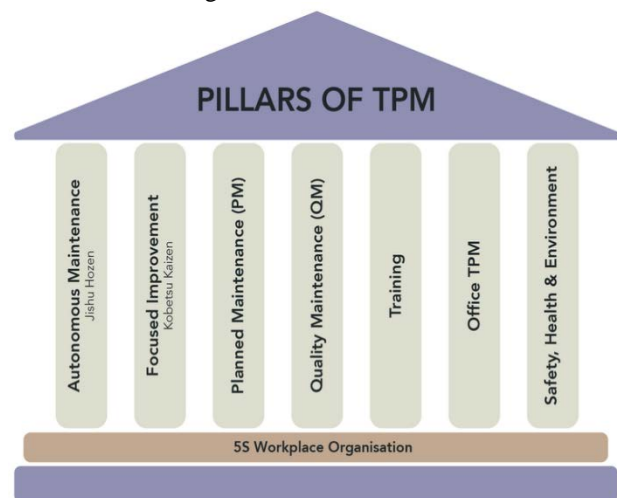 PILLARS OF TPM
Autonomous Maintenance
Jishu Hozen
Focused Improvement
Kobetsu Kaizen
Planned Maintenance (PM)
Quality Maintenance (QM)
Training
Office TPM
Safety, Health & Environment
5S Workplace Organisation